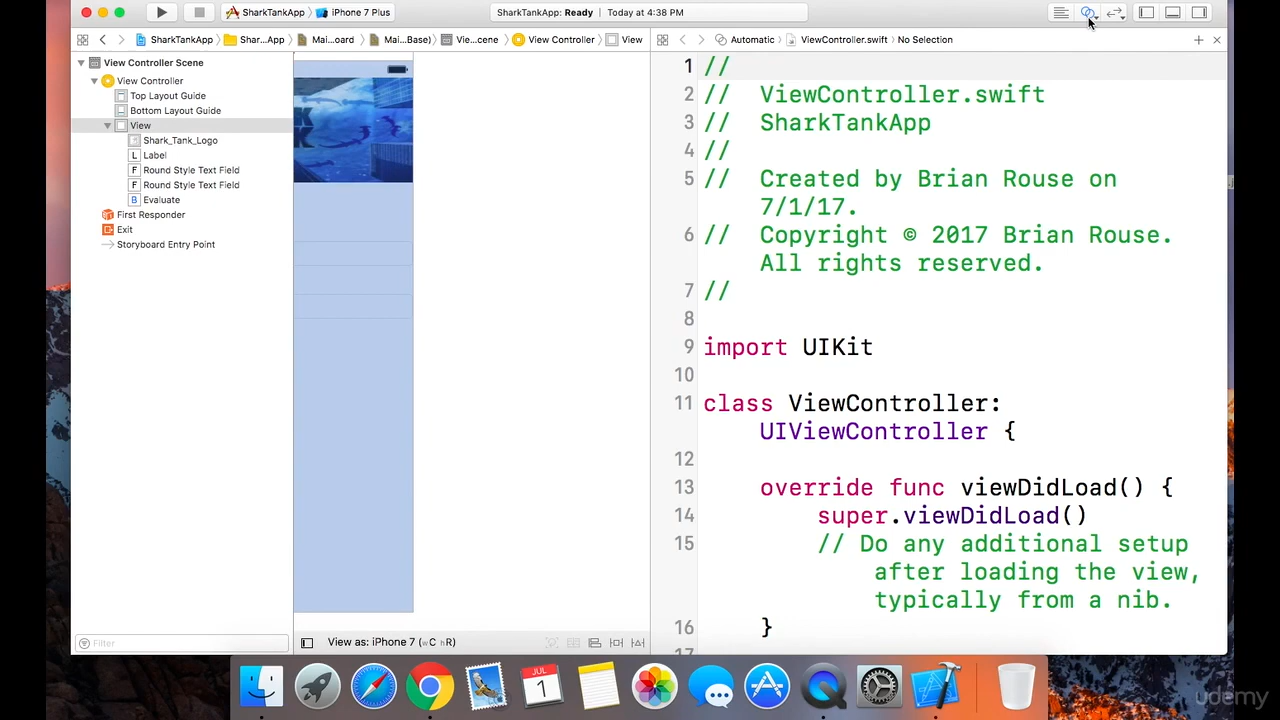 SharkTankApp iPhone 7 Plus SharkTankApp: Ready Today at 4:38 PM
SharkTankApp Shar...App Mai...oard Mai...Base) Vie...cene View Controller View
Automatic ViewController.swift No Selection
View Controller Scene
View Controller
Top Layout Guide
Bottom Layout Guide
View
Shark_Tank_Logo
L Label
F Round Style Text Field
F Round Style Text Field
B Evaluate
First Responder
Exit
Storyboard Entry Point
Filter
View as: iPhone 7 (wC hR)
1 //
2 // ViewController.swift
3 // SharkTankApp
4 //
5 // Created by Brian Rouse on
7/1/17.
6 // Copyright © 2017 Brian Rouse.
All rights reserved.
7 //
8
9 import UIKit
10
11 class ViewController:
UIViewController {
12
13 override func viewDidLoad() {
14 super.viewDidLoad()
15 // Do any additional setup
after loading the view,
typically from a nib.
16 }
17
JUL
1
udemy